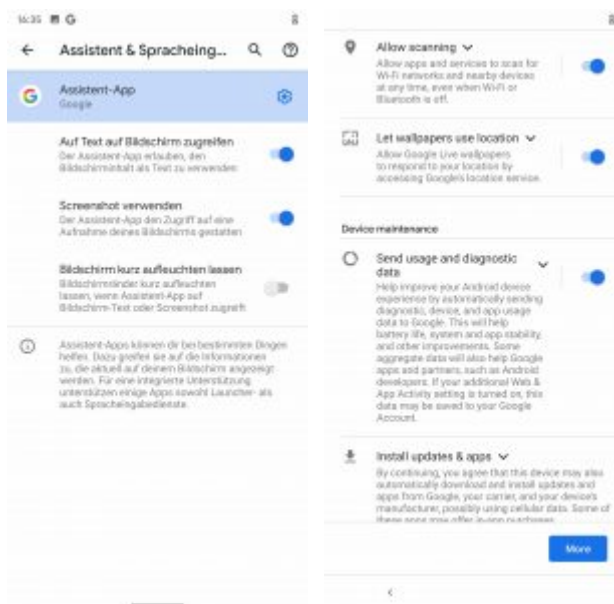 16:35
Assistent & Spracheing...
Assistent-App
Google
Auf Text auf Bildschirm zugreifen
Der Assistent-App erlauben, den
Bildschirminhalt als Text zu verwenden
Screenshot verwenden
Der Assistent-App den Zugriff auf eine
Aufnahme deines Bildschirms gestatten
Bildschirm kurz aufleuchten lassen
Bildschirmränder kurz aufleuchten
lassen, wenn Assistent-App auf
Bildschirm-Text oder Screenshot zugreift
Assistent-Apps können dir bei bestimmten Dingen
helfen. Dazu greifen sie auf die Informationen
zu, die aktuell auf deinem Bildschirm angezeigt
werden. Für eine integrierte Unterstützung
unterstützen einige Apps sowohl Launcher- als
auch Spracheingabedienste.
Allow scanning
Allow apps and services to scan for
Wi-Fi networks and nearby devices
at any time, even when Wi-Fi or
Bluetooth is off.
Let wallpapers use location
Allow Google Live wallpapers
to respond to your location by
accessing Google's location service.
Device maintenance
Send usage and diagnostic
data
Help improve your Android device
experience by automatically sending
diagnostic, device, and app usage
data to Google. This will help
battery life, system and app stability,
and other improvements. Some
aggregate data will also help Google
apps and partners, such as Android
developers. If your additional Web &
App Activity setting is turned on, this
data may be saved to your Google
Account.
Install updates & apps
By continuing, you agree that this device may also
automatically download and install updates and
apps from Google, your carrier, and your device's
manufacturer, possibly using cellular data. Some of
these apps may offer in-app purchases.
More